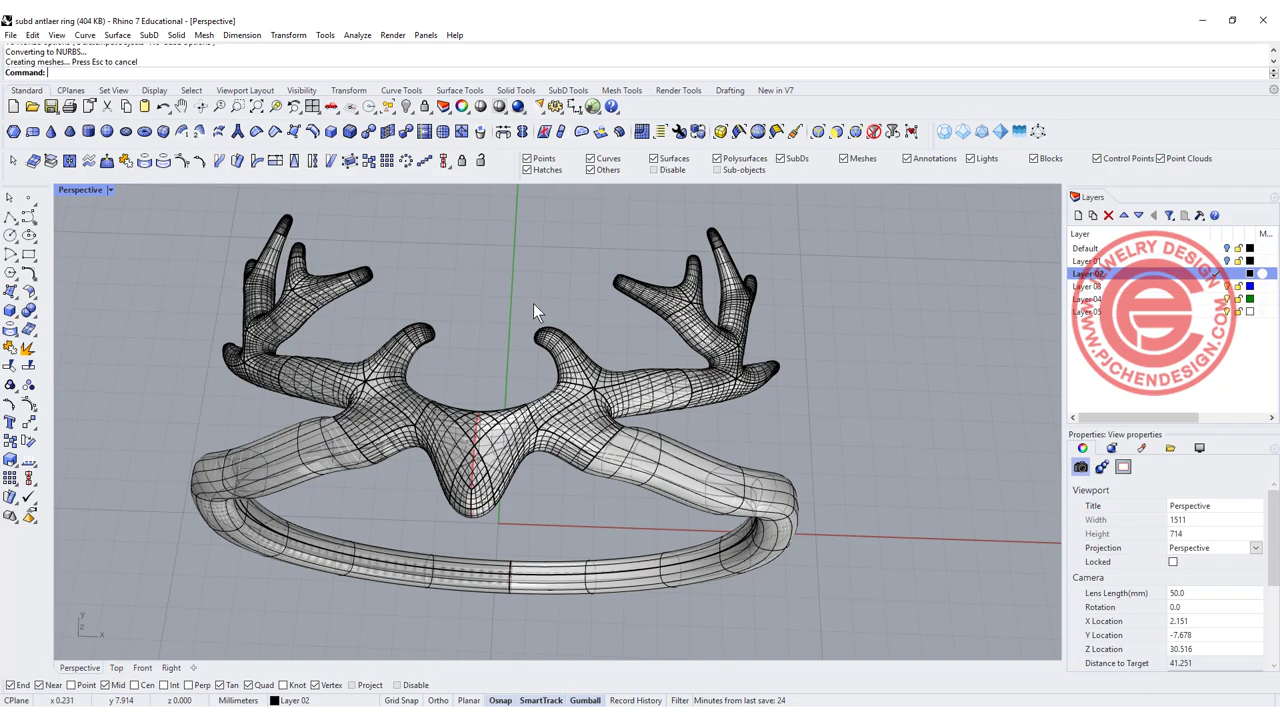 subd antlaer ring (404 KB) - Rhino 7 Educational - [Perspective]
File Edit View Curve Surface SubD Solid Mesh Dimension Transform Tools Analyze Render Panels Help
Converting to NURBS...
Creating meshes... Press Esc to cancel
Command:
Standard CPlanes Set View Display Select Viewport Layout Visibility Transform Curve Tools Surface Tools Solid Tools SubD Tools Mesh Tools Render Tools Drafting New in V7
Points Curves Surfaces Polysurfaces SubDs Meshes Annotations Lights Blocks Control Points Point Clouds
Hatches Others Disable Sub-objects
Perspective
Layers
Layer M...
Default
Layer 01
Layer 02
Layer 03
Layer 04
Layer 05
JEWELRY DESIGN
WWW.PJCHENDESIGN.COM
Properties: View properties
Viewport
Title Perspective
Width 1511
Height 714
Projection Perspective
Locked
Camera
Lens Length(mm) 50.0
Rotation 0.0
X Location 2.151
Y Location -7.678
Z Location 30.516
Distance to Target 41.251
y
z x
Perspective Top Front Right
End Near Point Mid Cen Int Perp Tan Quad Knot Vertex Project Disable
CPlane x 0.231 y 7.914 z 0.000 Millimeters Layer 02 Grid Snap Ortho Planar Osnap SmartTrack Gumball Record History Filter Minutes from last save: 24